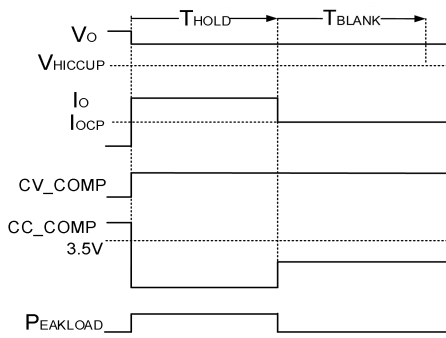 THOLD TBLANK
VO
VHICCUP
IO
IOCP
CV_COMP
CC_COMP
3.5V
PEAKLOAD